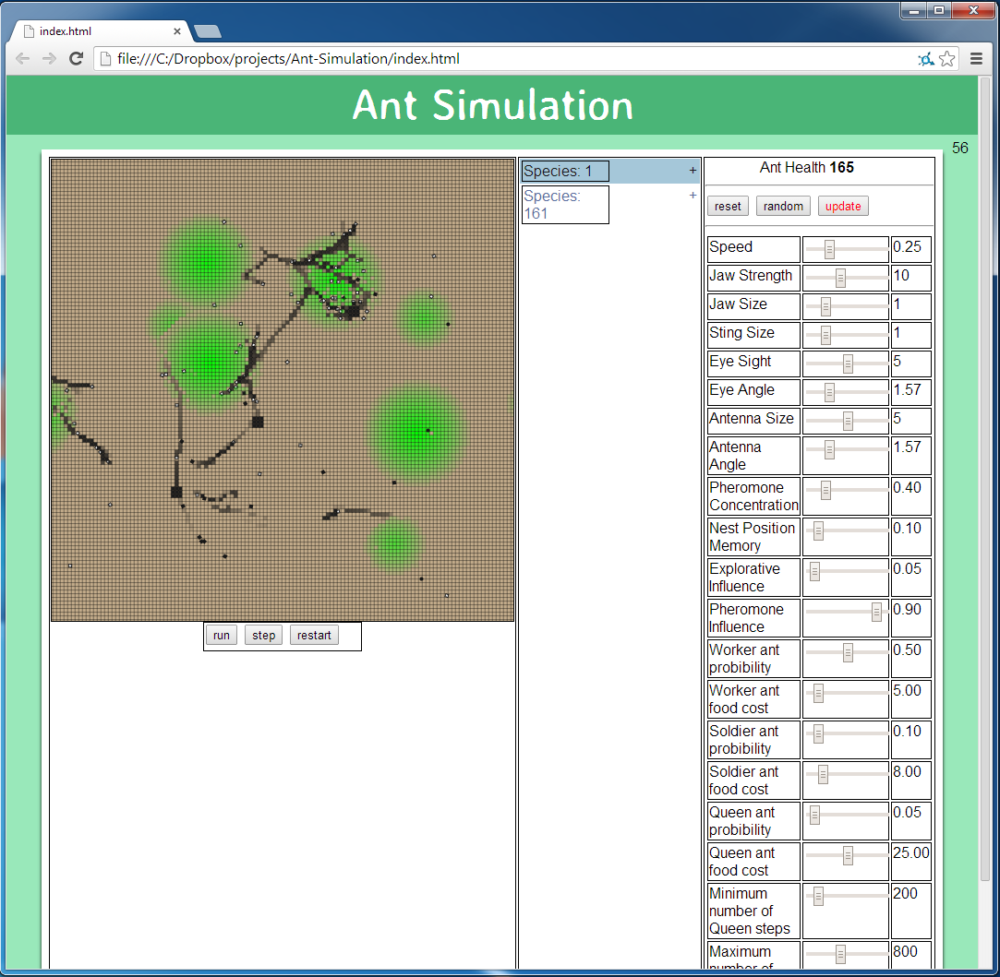 index.html
file:///C:/Dropbox/projects/Ant-Simulation/index.html
Ant Simulation
56
Species: 1
+
Species:
161
+
Ant Health 165
reset random update
Speed 0.25
Jaw Strength 10
Jaw Size 1
Sting Size 1
Eye Sight 5
Eye Angle 1.57
Antenna Size 5
Antenna 1.57
Angle
Pheromone 0.40
Concentration
Nest Position 0.10
Memory
Explorative 0.05
Influence
Pheromone 0.90
Influence
Worker ant 0.50
probibility
Worker ant 5.00
food cost
Soldier ant 0.10
probibility
Soldier ant 8.00
food cost
Queen ant 0.05
probibility
Queen ant 25.00
food cost
Minimum 200
number of
Queen steps
Maximum 800
number of
run step restart